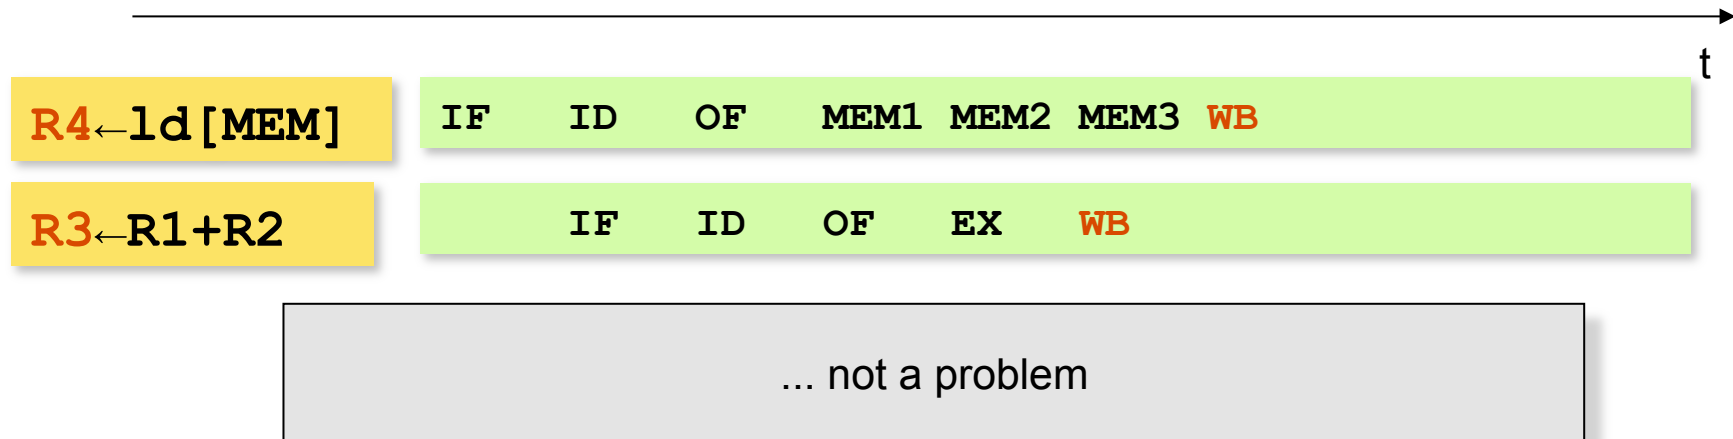 t
R4←ld[MEM] IF ID OF MEM1 MEM2 MEM3 WB
R3←R1+R2 IF ID OF EX WB
... not a problem